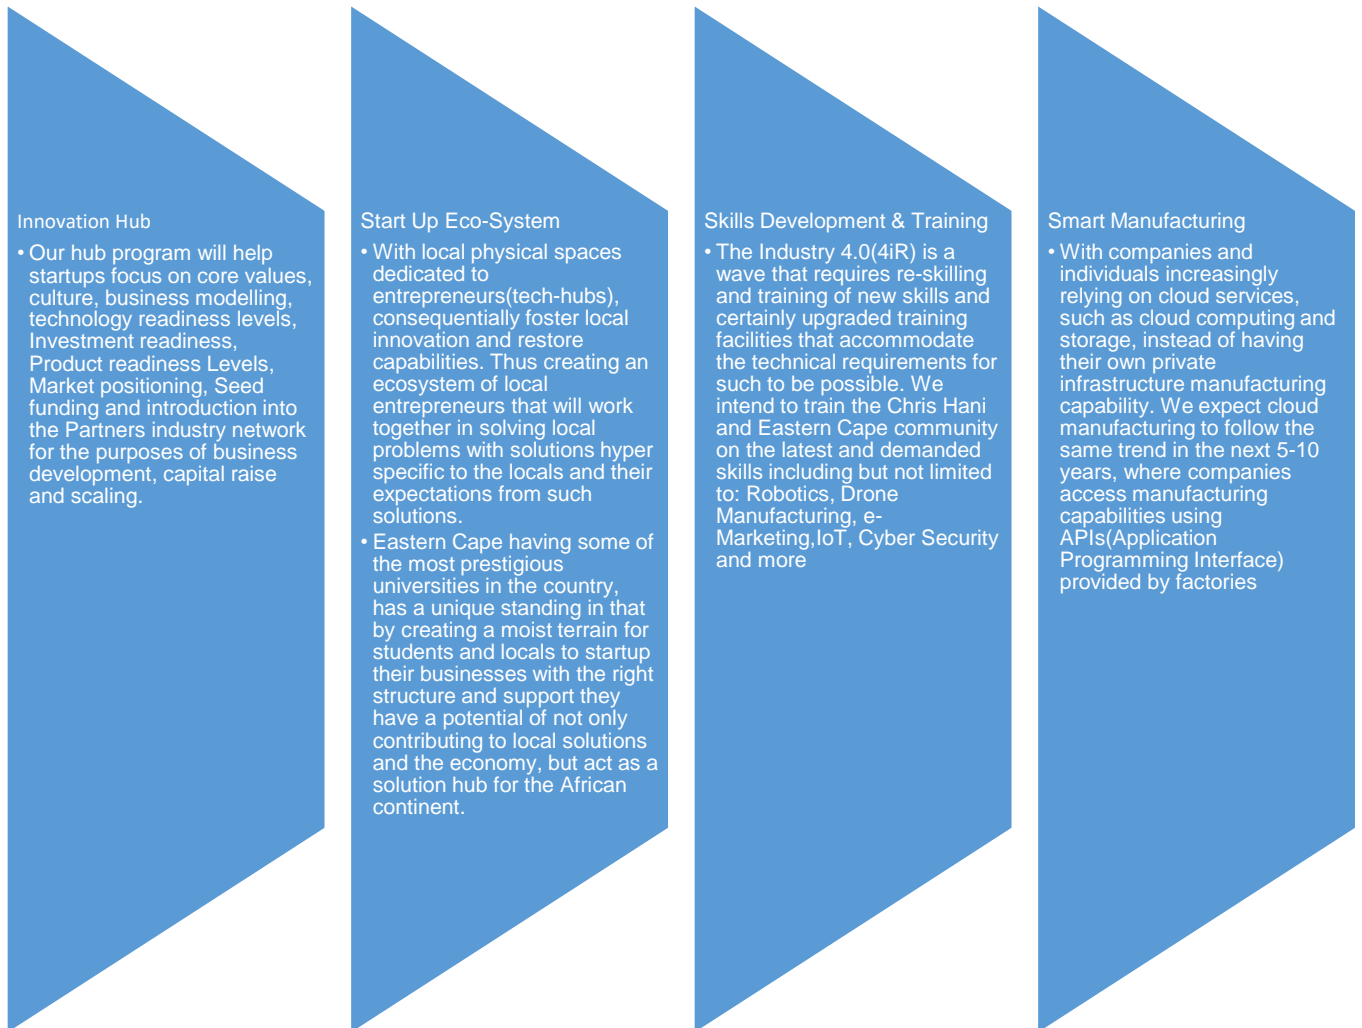 Innovation Hub
• Our hub program will help
startups focus on core values,
culture, business modelling,
technology readiness levels,
Investment readiness,
Product readiness Levels,
Market positioning, Seed
funding and introduction into
the Partners industry network
for the purposes of business
development, capital raise
and scaling.
Start Up Eco-System
• With local physical spaces
dedicated to
entrepreneurs(tech-hubs),
consequentially foster local
innovation and restore
capabilities. Thus creating an
ecosystem of local
entrepreneurs that will work
together in solving local
problems with solutions hyper
specific to the locals and their
expectations from such
solutions.
• Eastern Cape having some of
the most prestigious
universities in the country,
has a unique standing in that
by creating a moist terrain for
students and locals to startup
their businesses with the right
structure and support they
have a potential of not only
contributing to local solutions
and the economy, but act as a
solution hub for the African
continent.
Skills Development & Training
• The Industry 4.0(4iR) is a
wave that requires re-skilling
and training of new skills and
certainly upgraded training
facilities that accommodate
the technical requirements for
such to be possible. We
intend to train the Chris Hani
and Eastern Cape community
on the latest and demanded
skills including but not limited
to: Robotics, Drone
Manufacturing, e-
Marketing,IoT, Cyber Security
and more
Smart Manufacturing
• With companies and
individuals increasingly
relying on cloud services,
such as cloud computing and
storage, instead of having
their own private
infrastructure manufacturing
capability. We expect cloud
manufacturing to follow the
same trend in the next 5-10
years, where companies
access manufacturing
capabilities using
APIs(Application
Programming Interface)
provided by factories